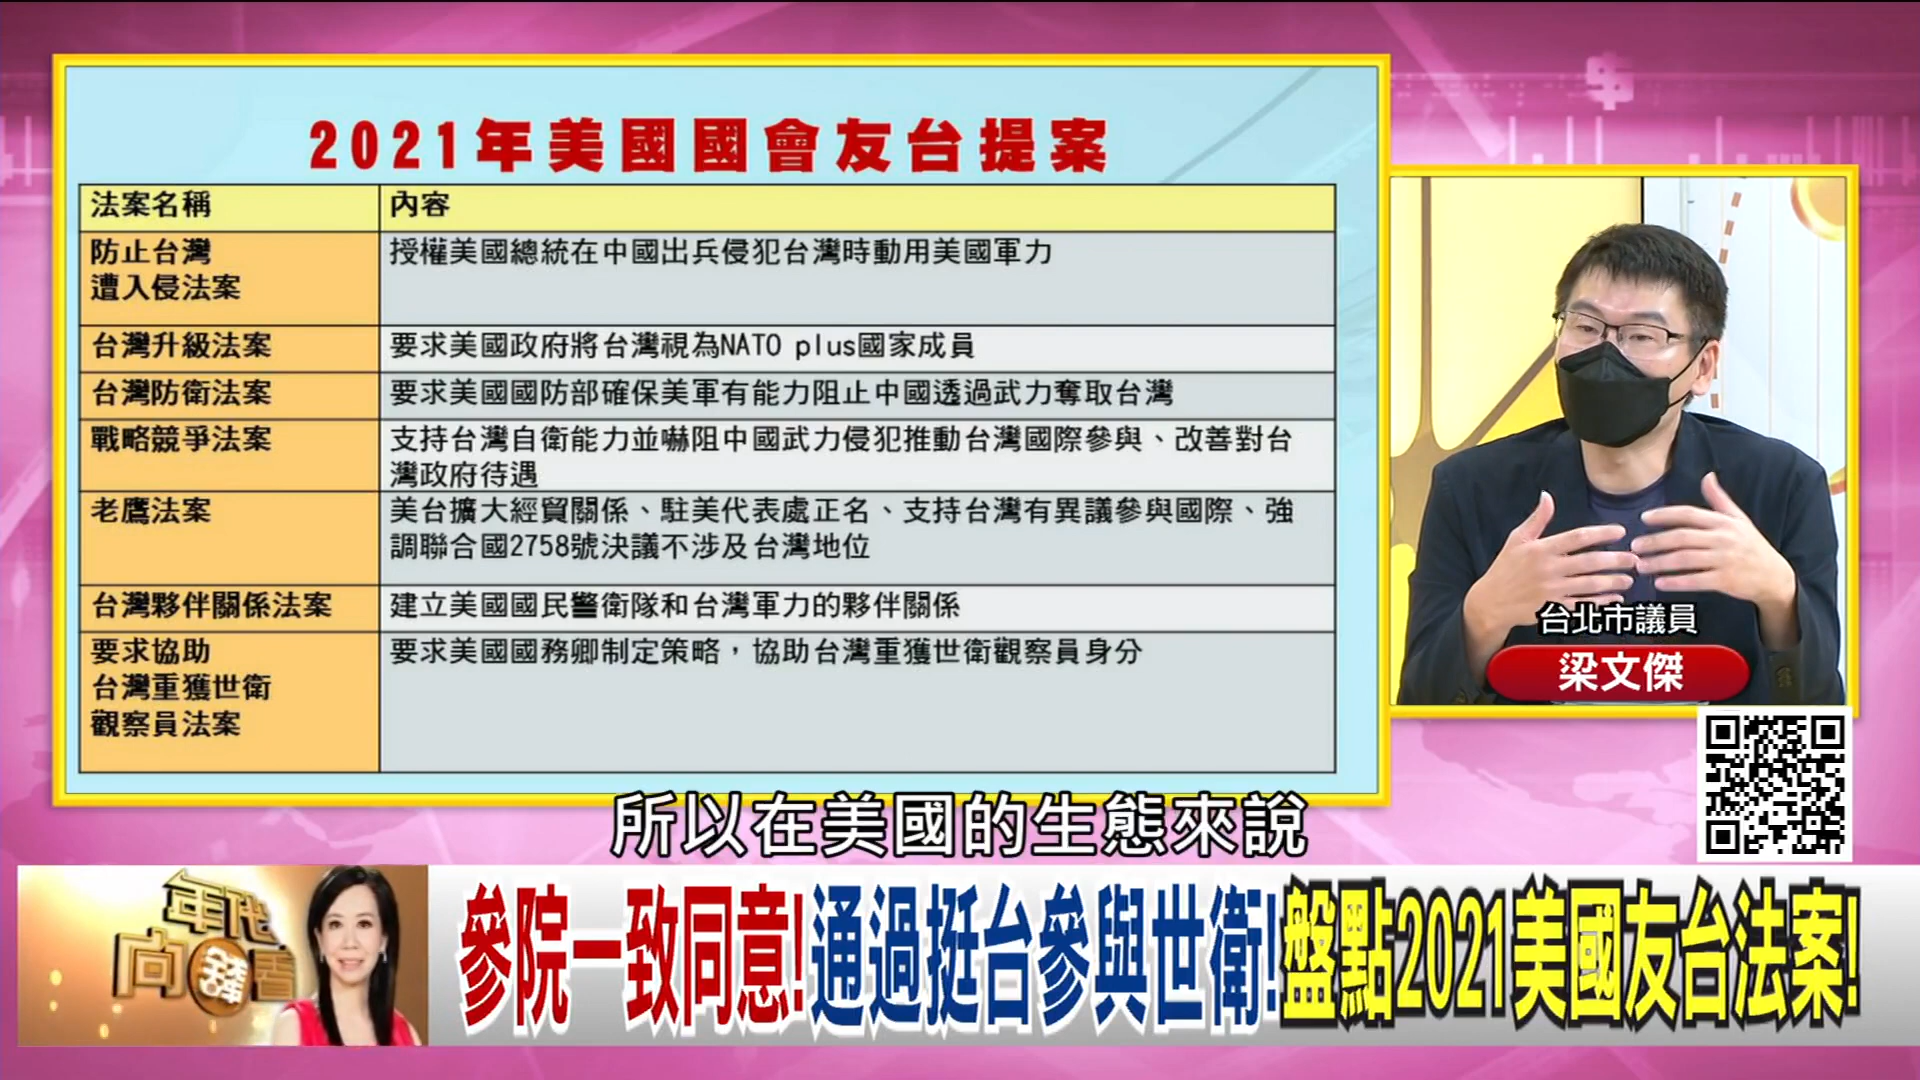 2021年美國國會友台提案
法案名稱
內容
防止台灣
遭入侵法案
授權美國總統在中國出兵侵犯台灣時動用美國軍力
台灣升級法案
要求美國政府將台灣視為NATO plus國家成員
台灣防衛法案
要求美國國防部確保美軍有能力阻止中國透過武力奪取台灣
戰略競爭法案
支持台灣自衛能力並嚇阻中國武力侵犯推動台灣國際參與、改善對台
灣政府待遇
老鷹法案
美台擴大經貿關係、駐美代表處正名、支持台灣有異議參與國際、強
調聯合國2758號決議不涉及台灣地位
台灣夥伴關係法案
建立美國國民警衛隊和台灣軍力的夥伴關係
要求協助
台灣重獲世衛
觀察員法案
要求美國國務卿制定策略，協助台灣重獲世衛觀察員身分
台北市議員
梁文傑
所以在美國的生態來說
年代
向錢看
參院一致同意!通過挺台參與世衛!盤點2021美國友台法案!